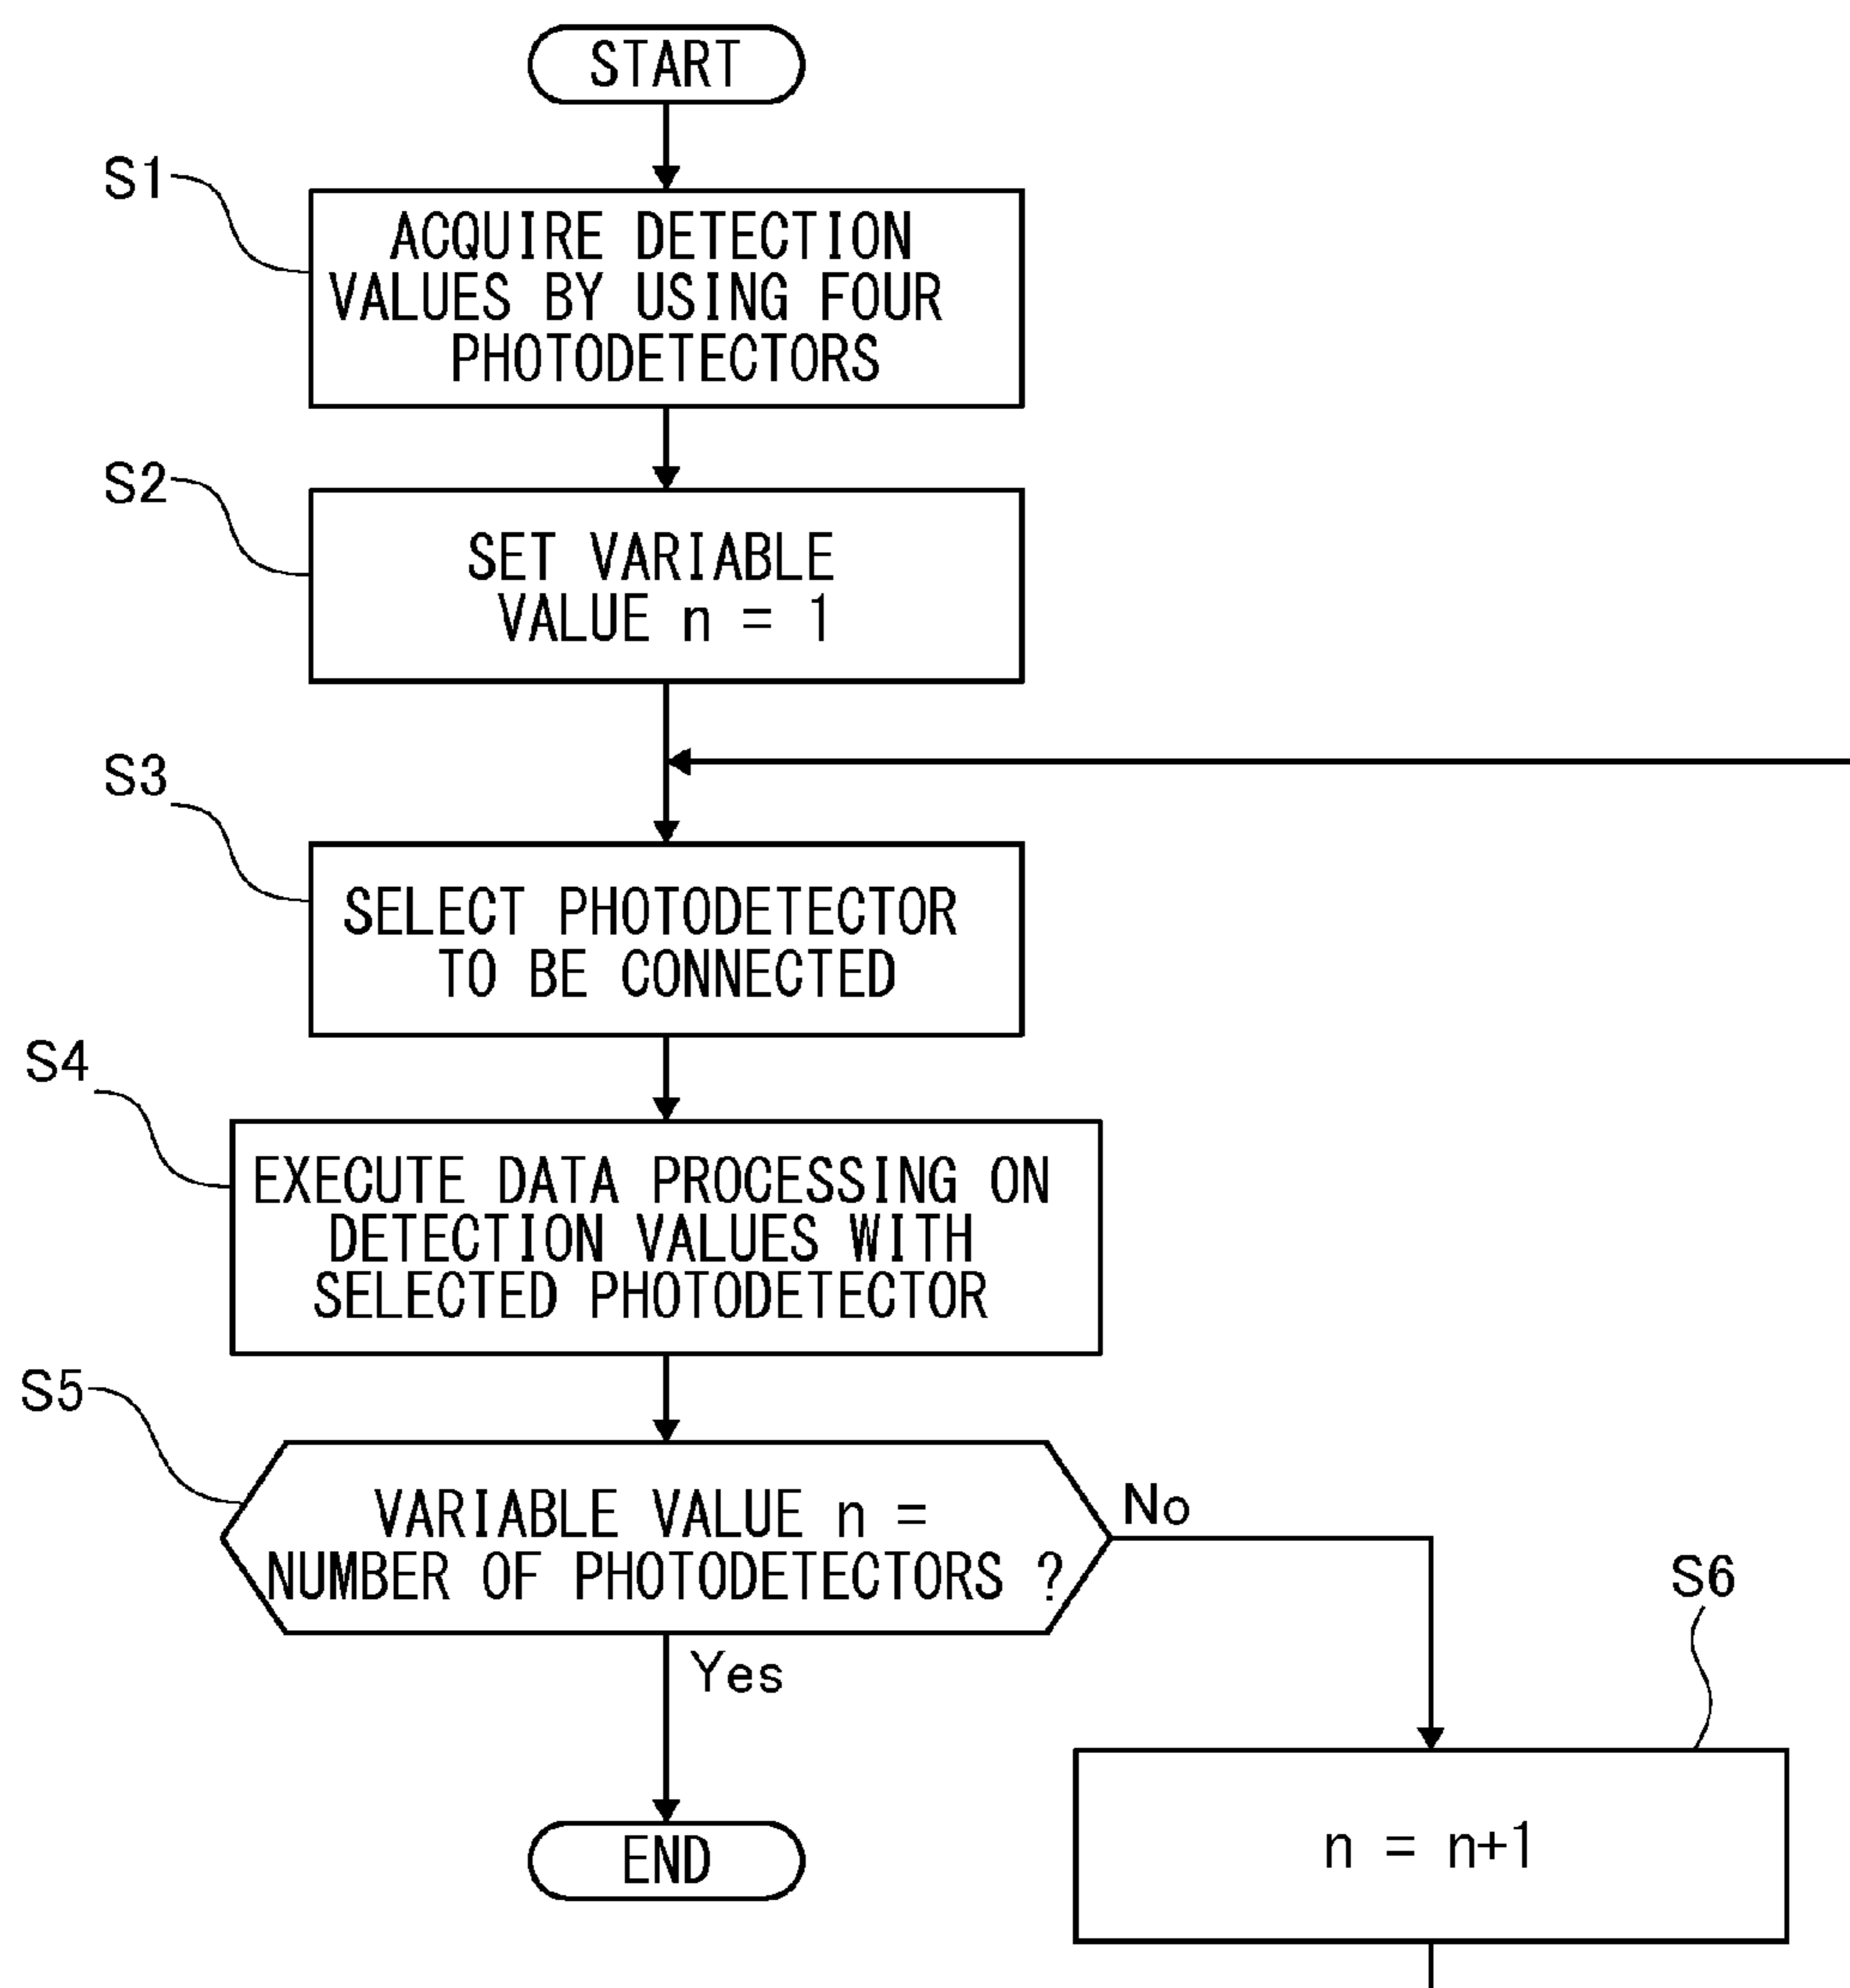 START
S1
ACQUIRE DETECTION
VALUES BY USING FOUR
PHOTODETECTORS
S2
SET VARIABLE
VALUE n = 1
S3
SELECT PHOTODETECTOR
TO BE CONNECTED
S4
EXECUTE DATA PROCESSING ON
DETECTION VALUES WITH
SELECTED PHOTODETECTOR
S5
VARIABLE VALUE n =
NUMBER OF PHOTODETECTORS ?
No
Yes
S6
n = n+1
END